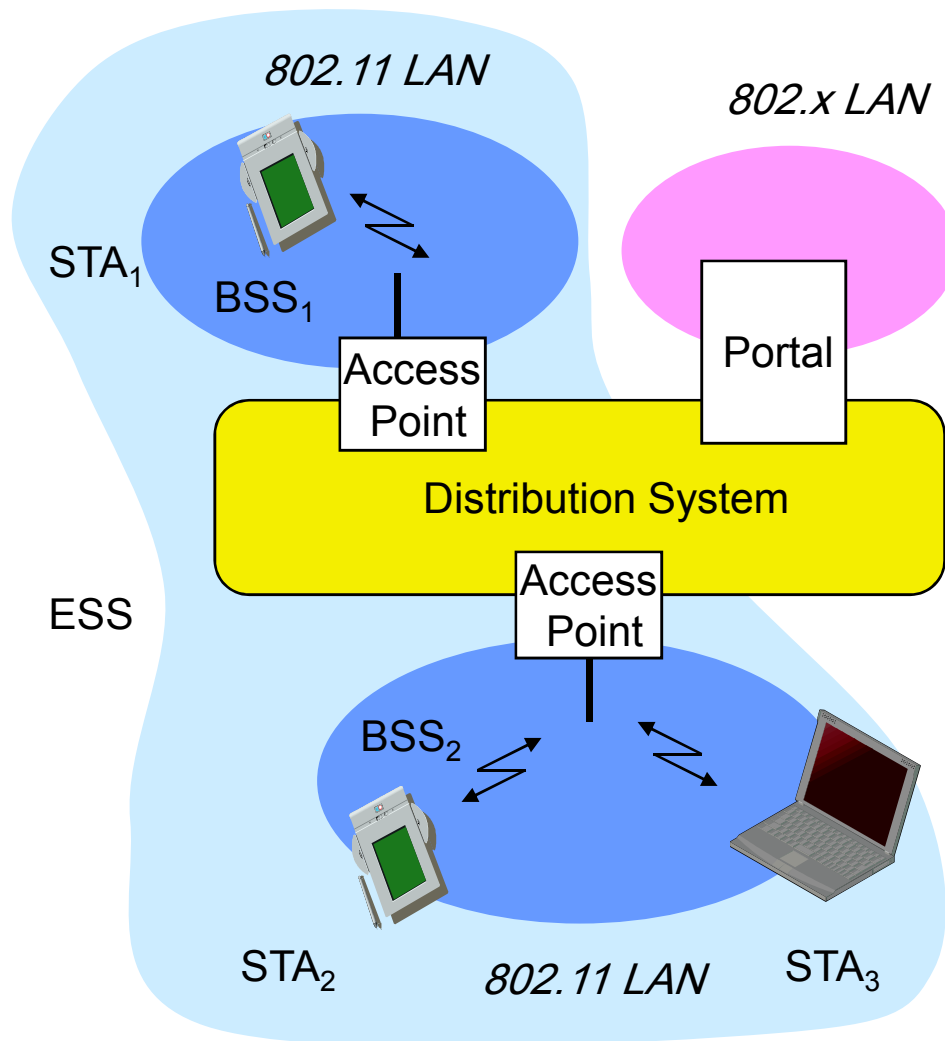 802.11 LAN
802.x LAN
STA₁
BSS₁
Access
Point
Portal
Distribution System
Access
Point
ESS
BSS₂
STA₂
802.11 LAN
STA₃